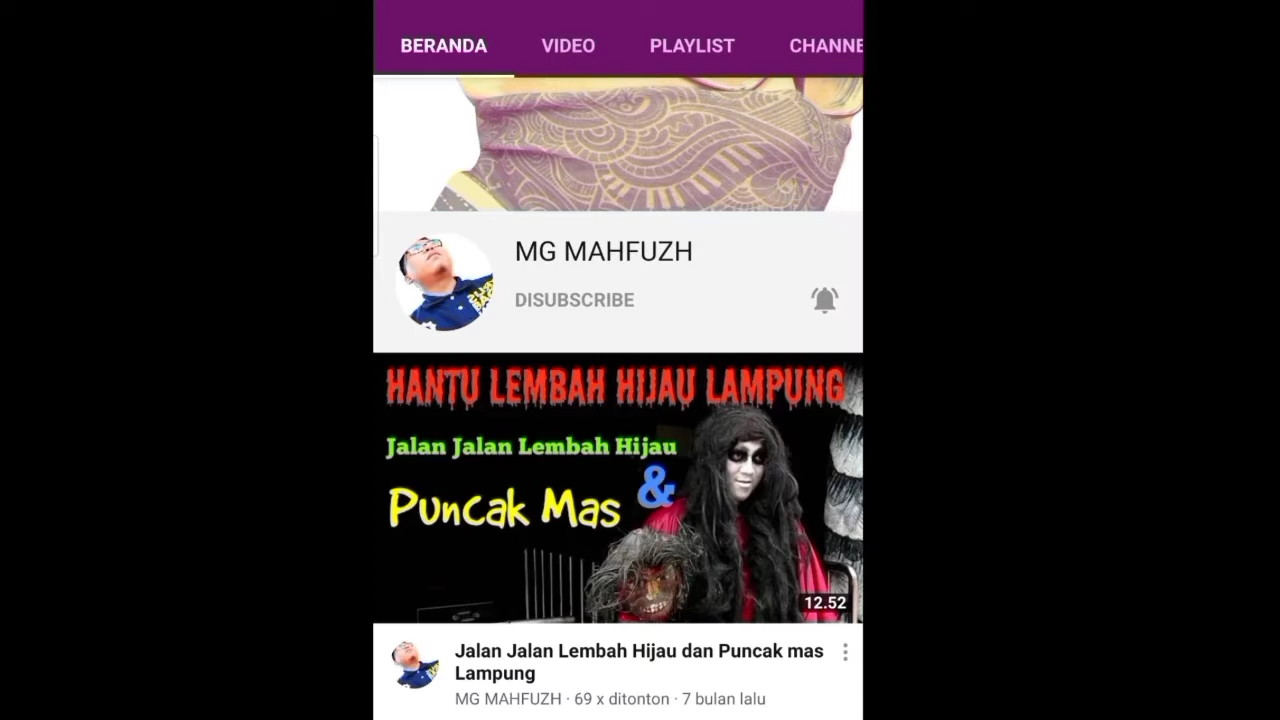 BERANDA VIDEO PLAYLIST CHANNE
MG MAHFUZH
DISUBSCRIBE
HANTU LEMBAH HIJAU LAMPUNG
Jalan Jalan Lembah Hijau
&
Puncak Mas
12.52
Jalan Jalan Lembah Hijau dan Puncak mas
Lampung
MG MAHFUZH · 69 x ditonton · 7 bulan lalu